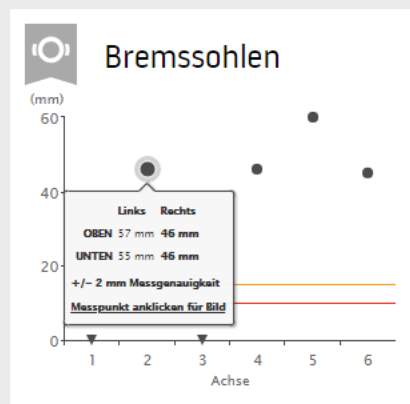 Bremssohlen
(mm)
60
40
Links Rechts
OBEN 57 mm 46 mm
UNTEN 55 mm 46 mm
20
+/- 2 mm Messgenauigkeit
Messpunkt anklicken für Bild
0
1 2 3 4 5 6
Achse